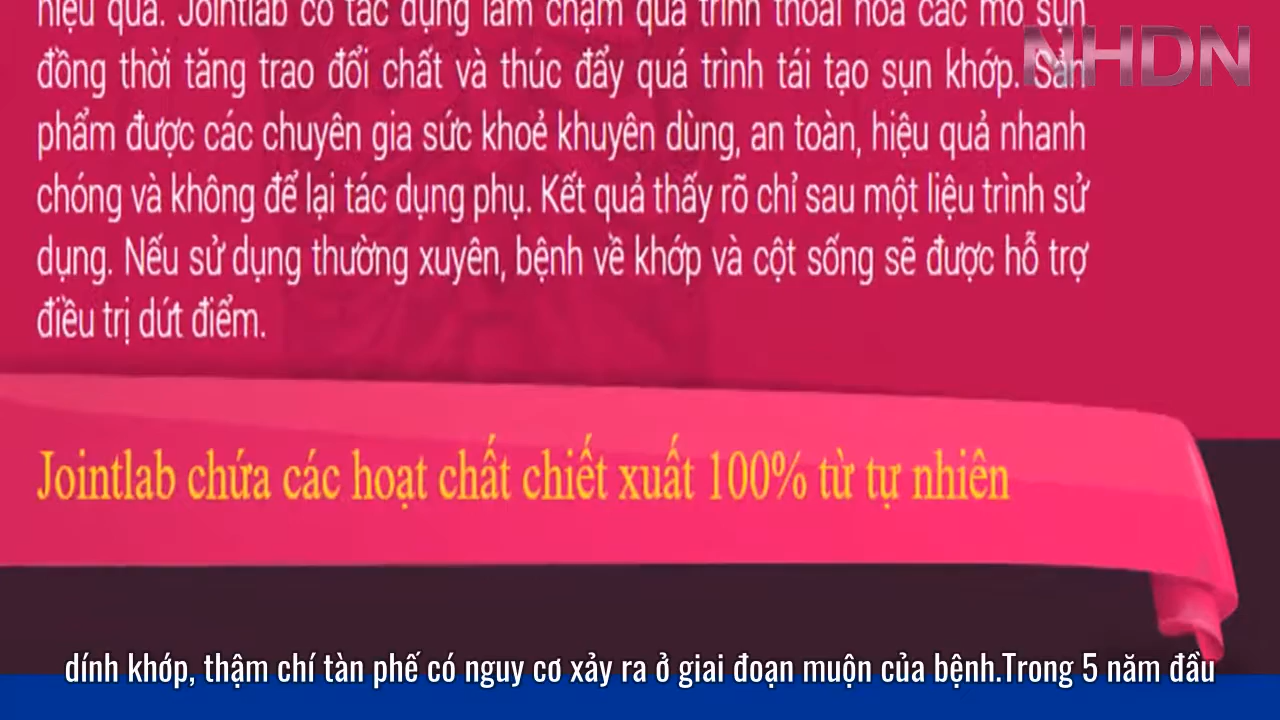 hiệu quả. Jointlab có tác dụng làm chậm quá trình thoái hóa các mô sụn
NHDN
đồng thời tăng trao đổi chất và thúc đẩy quá trình tái tạo sụn khớp. Sản
phẩm được các chuyên gia sức khoẻ khuyên dùng, an toàn, hiệu quả nhanh
chóng và không để lại tác dụng phụ. Kết quả thấy rõ chỉ sau một liệu trình sử
dụng. Nếu sử dụng thường xuyên, bệnh về khớp và cột sống sẽ được hỗ trợ
điều trị dứt điểm.
Jointlab chứa các hoạt chất chiết xuất 100% từ tự nhiên
dính khớp, thậm chí tàn phế có nguy cơ xảy ra ở giai đoạn muộn của bệnh.Trong 5 năm đầu